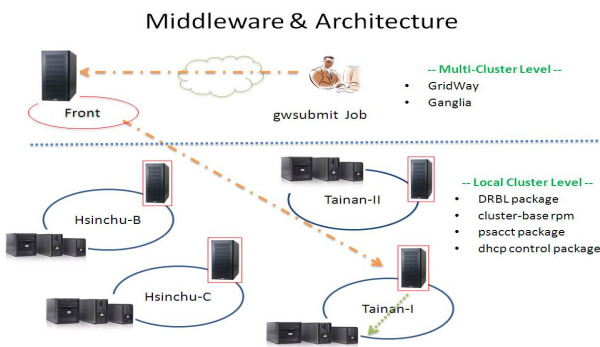 Middleware & Architecture
-- Multi-Cluster Level --
• GridWay
• Ganglia
Front
gwsubmit Job
-- Local Cluster Level --
• DRBL package
• cluster-base rpm
• psacct package
• dhcp control package
Tainan-II
Hsinchu-B
Hsinchu-C
Tainan-I